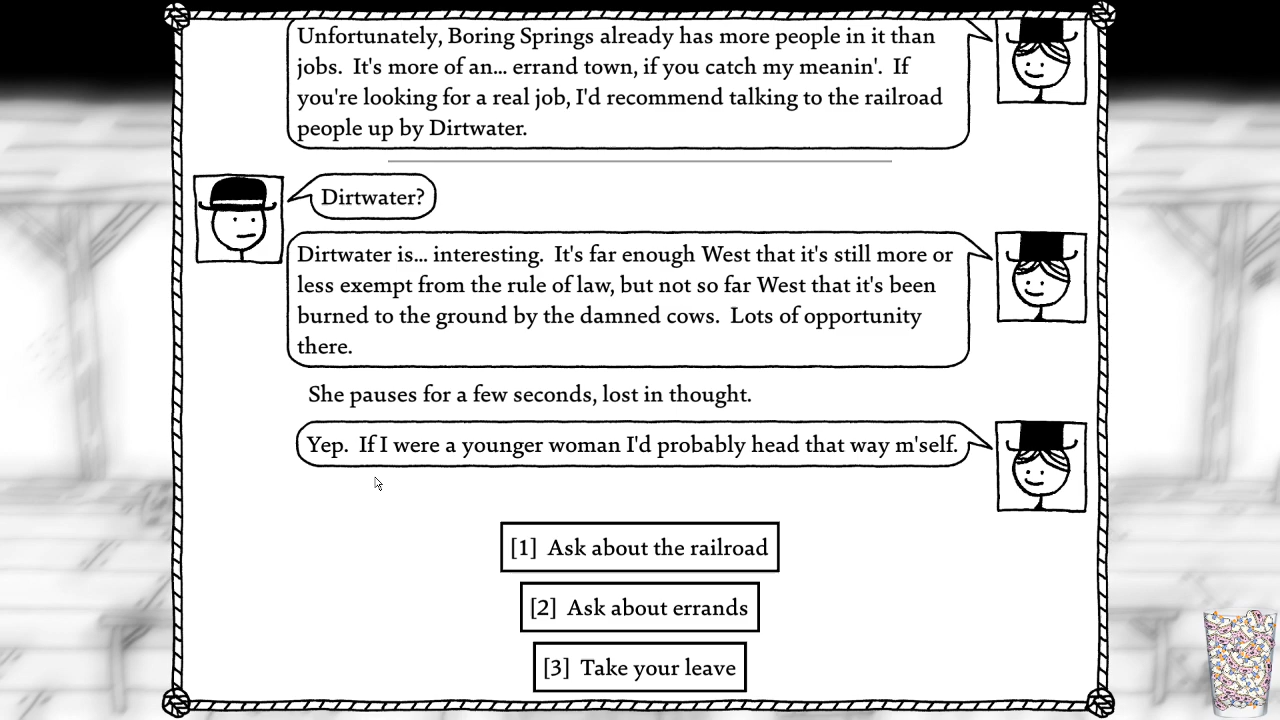 Unfortunately, Boring Springs already has more people in it than
jobs.  It's more of an... errand town, if you catch my meanin'.  If
you're looking for a real job, I'd recommend talking to the railroad
people up by Dirtwater.
Dirtwater?
Dirtwater is... interesting.  It's far enough West that it's still more or
less exempt from the rule of law, but not so far West that it's been
burned to the ground by the damned cows.  Lots of opportunity
there.
She pauses for a few seconds, lost in thought.
Yep.  If I were a younger woman I'd probably head that way m'self.
[1]  Ask about the railroad
[2]  Ask about errands
[3]  Take your leave